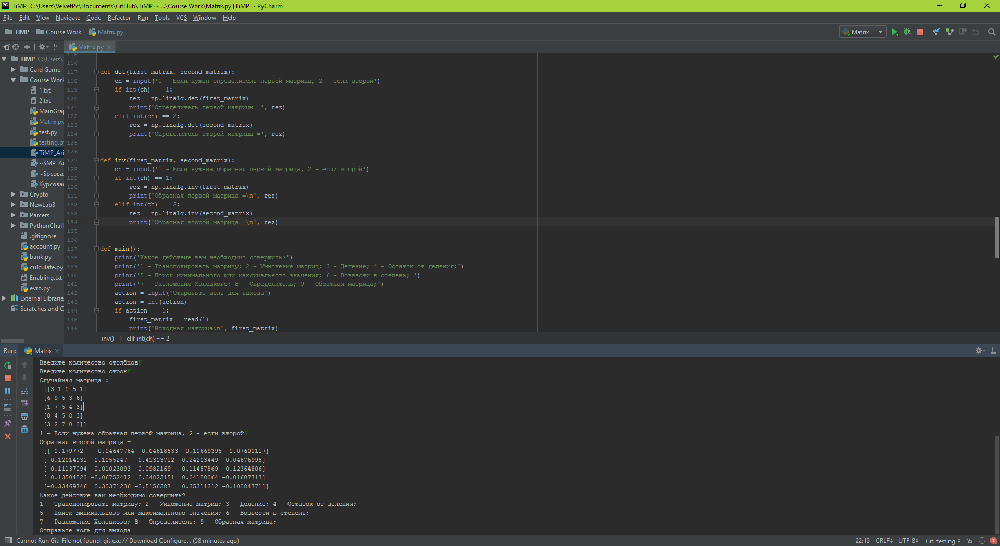 TiMP [C:\Users\VelvetPc\Documents\GitHub\TiMP] - ...\Course Work\Matrix.py [TiMP] - PyCharm
File Edit View Navigate Code Refactor Run Tools VCS Window Help
TiMP Course Work Matrix.py
Matrix
Matrix.py
TiMP C:\Users\
Card Game
Course Work
1.txt
2.txt
MainGra
Matrix.py
test.py
testing.py
TiMP_Ari
~$MP_A
~$рсова
Курсовая
Crypto
NewLab3
Parcers
PythonChall
.gitignore
account.py
bank.py
culculate.py
Enabling.txt
evro.py
External Librarie
Scratches and C
115
116
117 def det(first_matrix, second_matrix):
118 ch = input('1 - Если нужен определитель первой матрицы, 2 - если второй')
119 if int(ch) == 1:
120 rez = np.linalg.det(first_matrix)
121 print('Определитель первой матрицы =', rez)
122 elif int(ch) == 2:
123 rez = np.linalg.det(second_matrix)
124 print('Определитель второй матрицы =', rez)
125
126
127 def inv(first_matrix, second_matrix):
128 ch = input('1 - Если нужена обратная первой матрица, 2 - если второй')
129 if int(ch) == 1:
130 rez = np.linalg.inv(first_matrix)
131 print('Обратная первой матрица =\n', rez)
132 elif int(ch) == 2:
133 rez = np.linalg.inv(second_matrix)
134 print('Обратная второй матрица =\n', rez)
135
136
137 def main():
138 print('Какое действие вам необходимо совершить?')
139 print('1 - Транспонировать матрицу; 2 - Умножение матриц; 3 - Деление; 4 - Остаток от деления;')
140 print('5 - Поиск минимального или максимального значения; 6 - Возвести в степень; ')
141 print('7 - Разложение Холецкого; 8 - Определитель; 9 - Обратная матрица;')
142 action = input('Отправьте ноль для выхода')
143 action = int(action)
144 if action == 1:
145 first_matrix = read(1)
146 print('Исходная матрица\n', first_matrix)
inv() elif int(ch) == 2
Run: Matrix
Введите количество столбцов5
Введите количество строк5
Случайная матрица :
[[3 1 0 5 1]
[6 9 5 3 6]
[1 7 5 4 3]
[0 4 5 8 3]
[3 2 7 0 0]]
1 - Если нужена обратная первой матрица, 2 - если второй2
Обратная второй матрица =
[[ 0.179772 0.04647764 -0.04618533 -0.10669395 0.07600117]
[ 0.12014031 -0.1055247 0.41303712 -0.24203449 -0.04676995]
[-0.11137094 0.01023093 -0.0982169 0.11487869 0.12364806]
[ 0.13504823 -0.06752412 0.04823151 0.04180064 -0.01607717]
[-0.33469746 0.30371236 -0.5156387 0.35311312 -0.10084771]]
Какое действие вам необходимо совершить?
1 - Транспонировать матрицу; 2 - Умножение матриц; 3 - Деление; 4 - Остаток от деления;
5 - Поиск минимального или максимального значения; 6 - Возвести в степень;
7 - Разложение Холецкого; 8 - Определитель; 9 - Обратная матрица;
Отправьте ноль для выхода
Cannot Run Git: File not found: git.exe // Download Configure... (58 minutes ago) 22:13 CRLF UTF-8 Git: testing 1